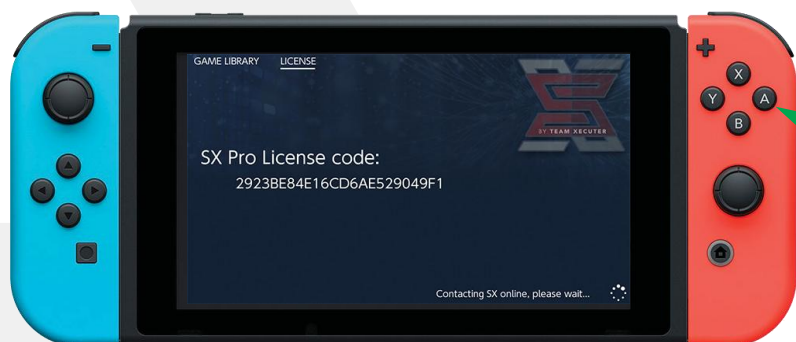 GAME LIBRARY LICENSE
BY TEAM XECUTER
SX Pro License code:
2923BE84E16CD6AE529049F1
Contacting SX online, please wait...
X
Y A
B